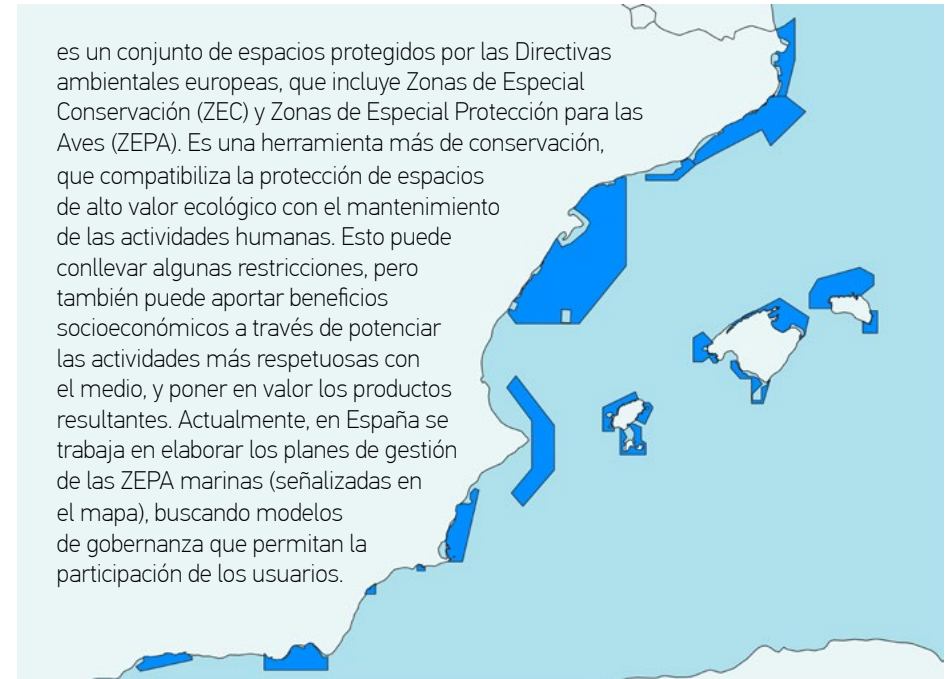 es un conjunto de espacios protegidos por las Directivas
ambientales europeas, que incluye Zonas de Especial
Conservación (ZEC) y Zonas de Especial Protección para las
Aves (ZEPA). Es una herramienta más de conservación,
que compatibiliza la protección de espacios
de alto valor ecológico con el mantenimiento
de las actividades humanas. Esto puede
conllevar algunas restricciones, pero
también puede aportar beneficios
socioeconómicos a través de potenciar
las actividades más respetuosas con
el medio, y poner en valor los productos
resultantes. Actualmente, en España se
trabaja en elaborar los planes de gestión
de las ZEPA marinas (señalizadas en
el mapa), buscando modelos
de gobernanza que permitan la
participación de los usuarios.